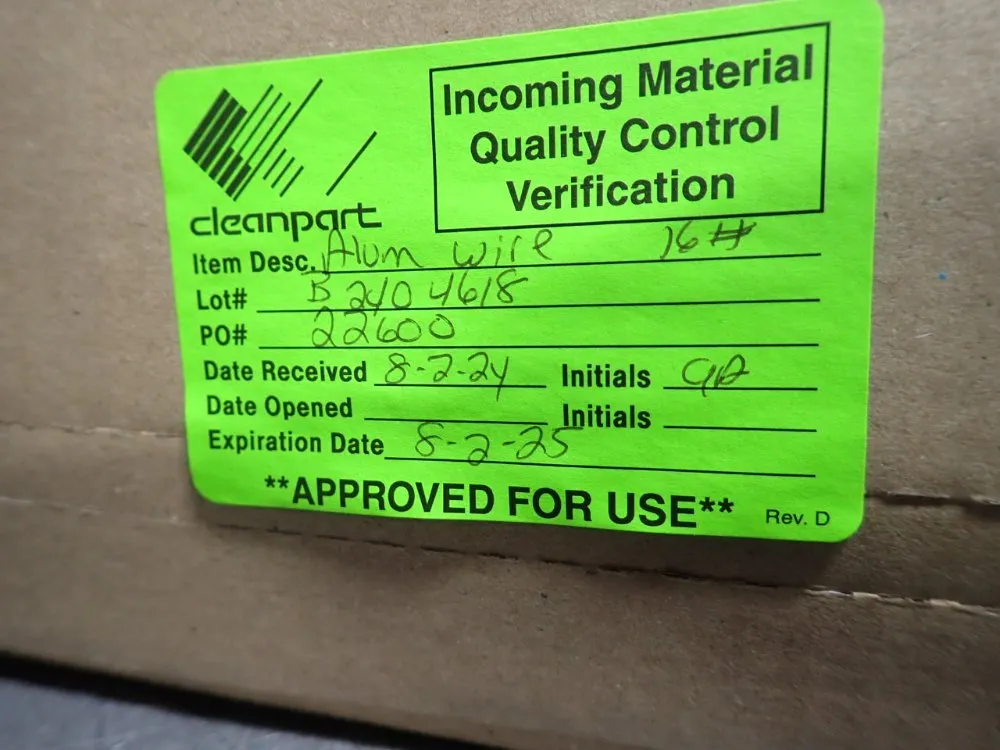 cleanpart
Incoming Material
Quality Control
Verification
Item Desc. Alum wire 16#
Lot# B2404618
PO# 22600
Date Received 8-2-24 Initials
Date Opened Initials
Expiration Date 8-2-25
**APPROVED FOR USE** Rev. D